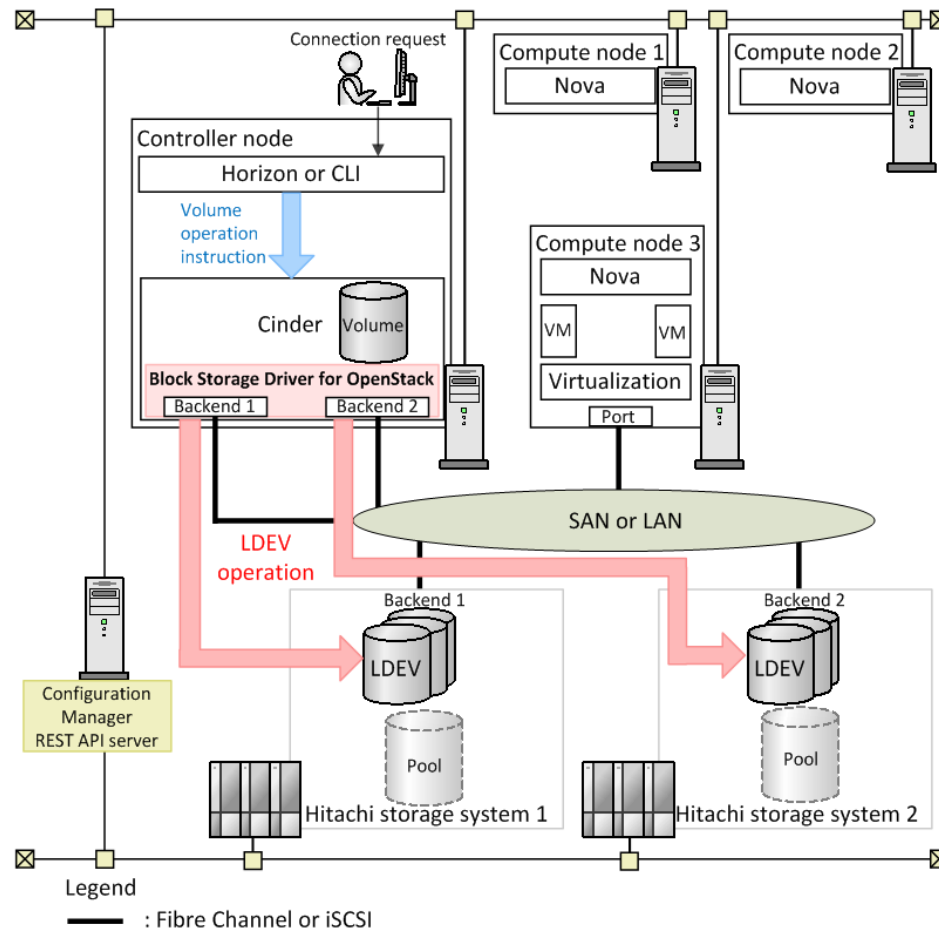 Connection request
Controller node
Horizon or CLI
Volume
operation
instruction
Cinder
Volume
Block Storage Driver for OpenStack
Backend 1
Backend 2
Compute node 1
Nova
Compute node 2
Nova
Compute node 3
Nova
VM
VM
Virtualization
Port
SAN or LAN
LDEV
operation
Backend 1
LDEV
Pool
Hitachi storage system 1
Backend 2
LDEV
Pool
Hitachi storage system 2
Configuration
Manager
REST API server
Legend
: Fibre Channel or iSCSI